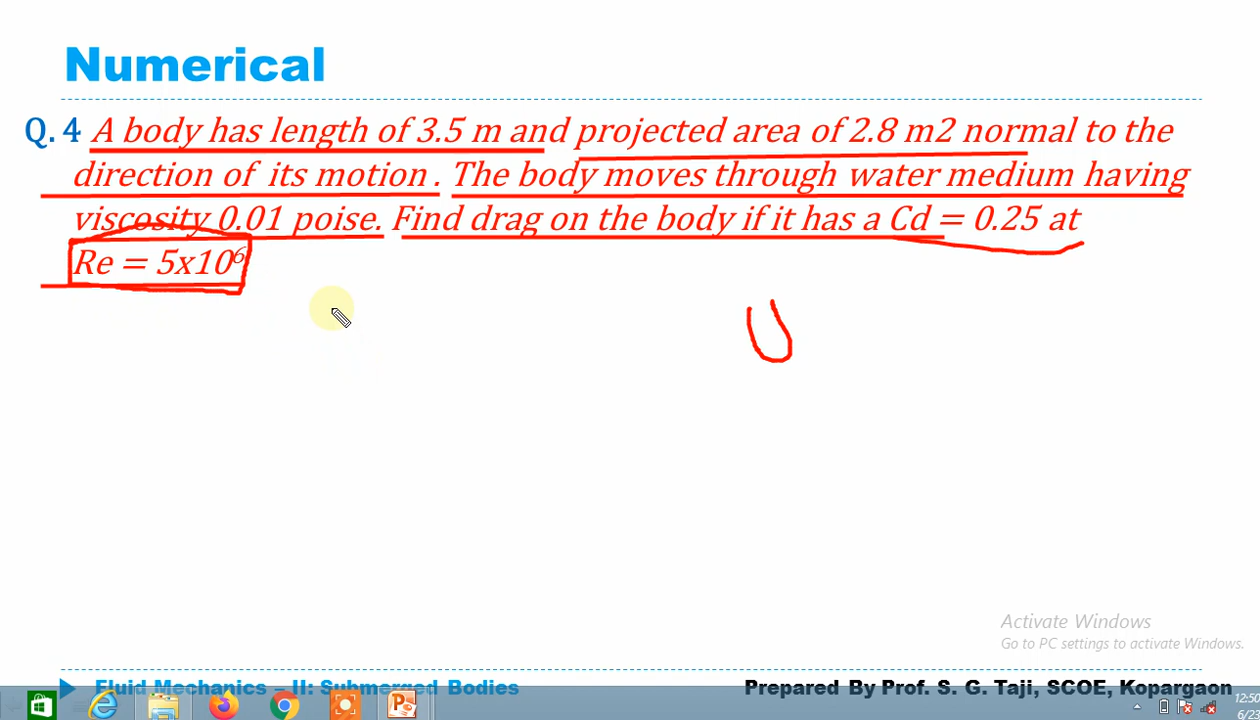 Numerical
Q. 4 A body has length of 3.5 m and projected area of 2.8 m2 normal to the
direction of its motion . The body moves through water medium having
viscosity 0.01 poise. Find drag on the body if it has a Cd = 0.25 at
Re = 5x10⁶
U
Activate Windows
Go to PC settings to activate Windows.
Fluid Mechanics – II: Submerged Bodies
Prepared By Prof. S. G. Taji, SCOE, Kopargaon
12:50